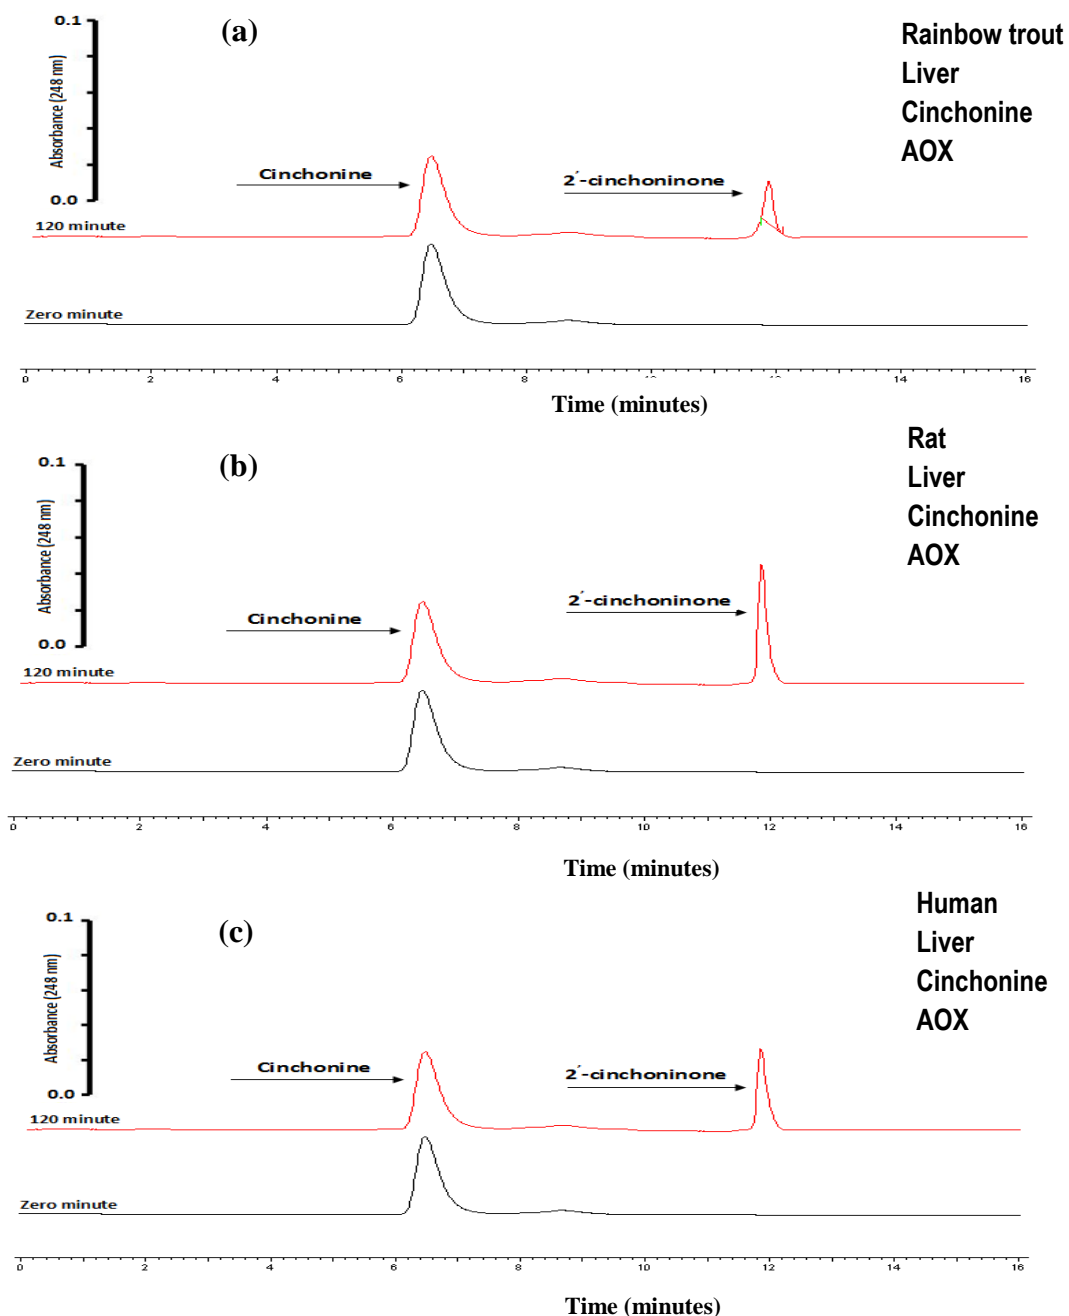 0.1
(a)
Rainbow trout
Liver
Cinchonine
AOX
Absorbance (248 nm)
Cinchonine
2′-cinchoninone
0.0
120 minute
Zero minute
0 2 4 6 8 10 12 14 16
Time (minutes)
Rat
Liver
Cinchonine
AOX
0.1
(b)
Absorbance (248 nm)
Cinchonine
2′-cinchoninone
0.0
120 minute
Zero minute
0 2 4 6 8 10 12 14 16
Time (minutes)
Human
Liver
Cinchonine
AOX
0.1
(c)
Absorbance (248 nm)
Cinchonine
2′-cinchoninone
0.0
120 minute
Zero minute
0 2 4 6 8 10 12 14 16
Time (minutes)